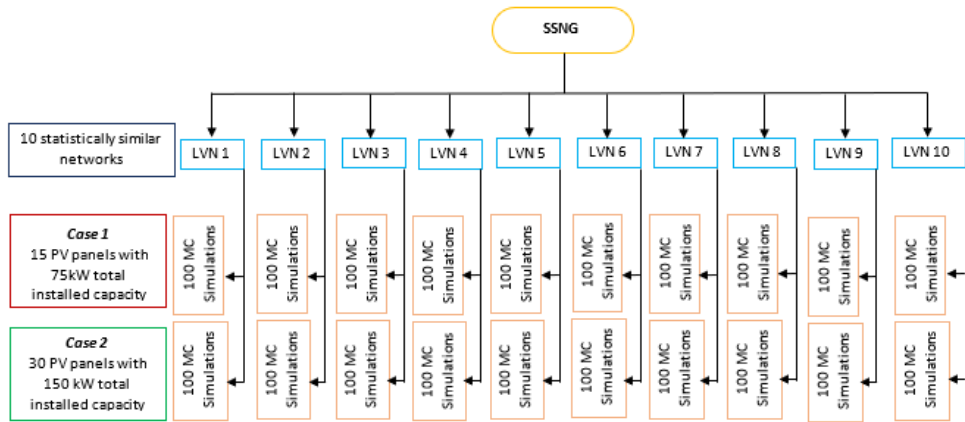 SSNG
10 statistically similar
networks
LVN 1
LVN 2
LVN 3
LVN 4
LVN 5
LVN 6
LVN 7
LVN 8
LVN 9
LVN 10
Case 1
15 PV panels with
75kW total
installed capacity
100 MC
Simulations
100 MC
Simulations
100 MC
Simulations
100 MC
Simulations
100 MC
Simulations
100 MC
Simulations
100 MC
Simulations
100 MC
Simulations
100 MC
Simulations
100 MC
Simulations
Case 2
30 PV panels with
150 kW total
installed capacity
100 MC
Simulations
100 MC
Simulations
100 MC
Simulations
100 MC
Simulations
100 MC
Simulations
100 MC
Simulations
100 MC
Simulations
100 MC
Simulations
100 MC
Simulations
100 MC
Simulations